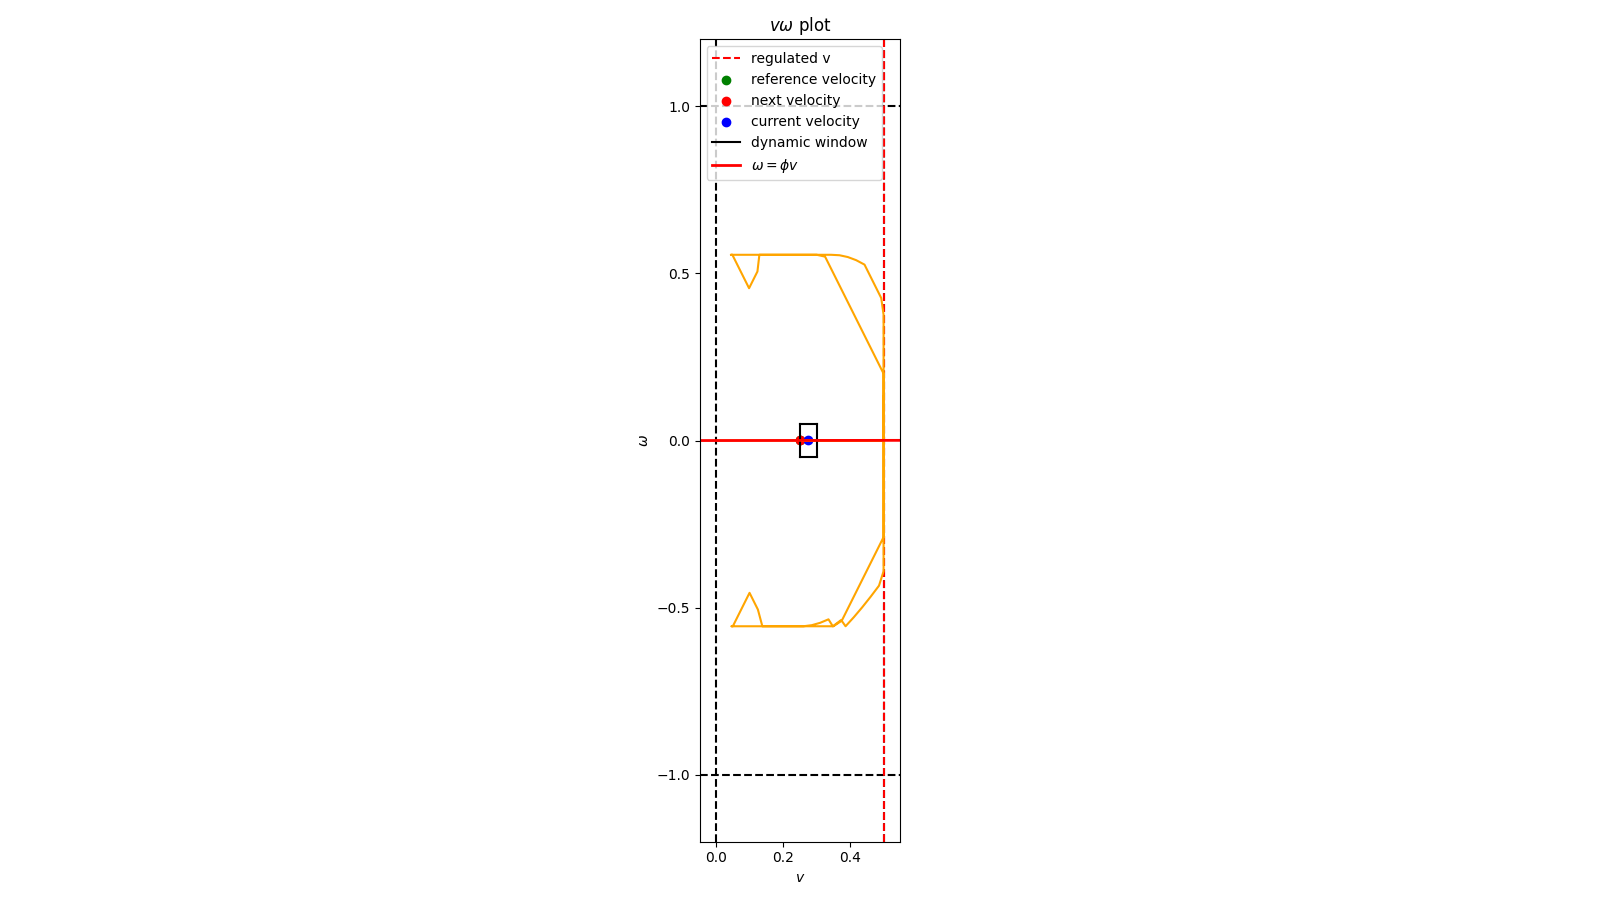 vω plot
regulated v
reference velocity
next velocity
current velocity
dynamic window
ω = ϕv
1.0
0.5
0.0
−0.5
−1.0
ω
0.0 0.2 0.4
v